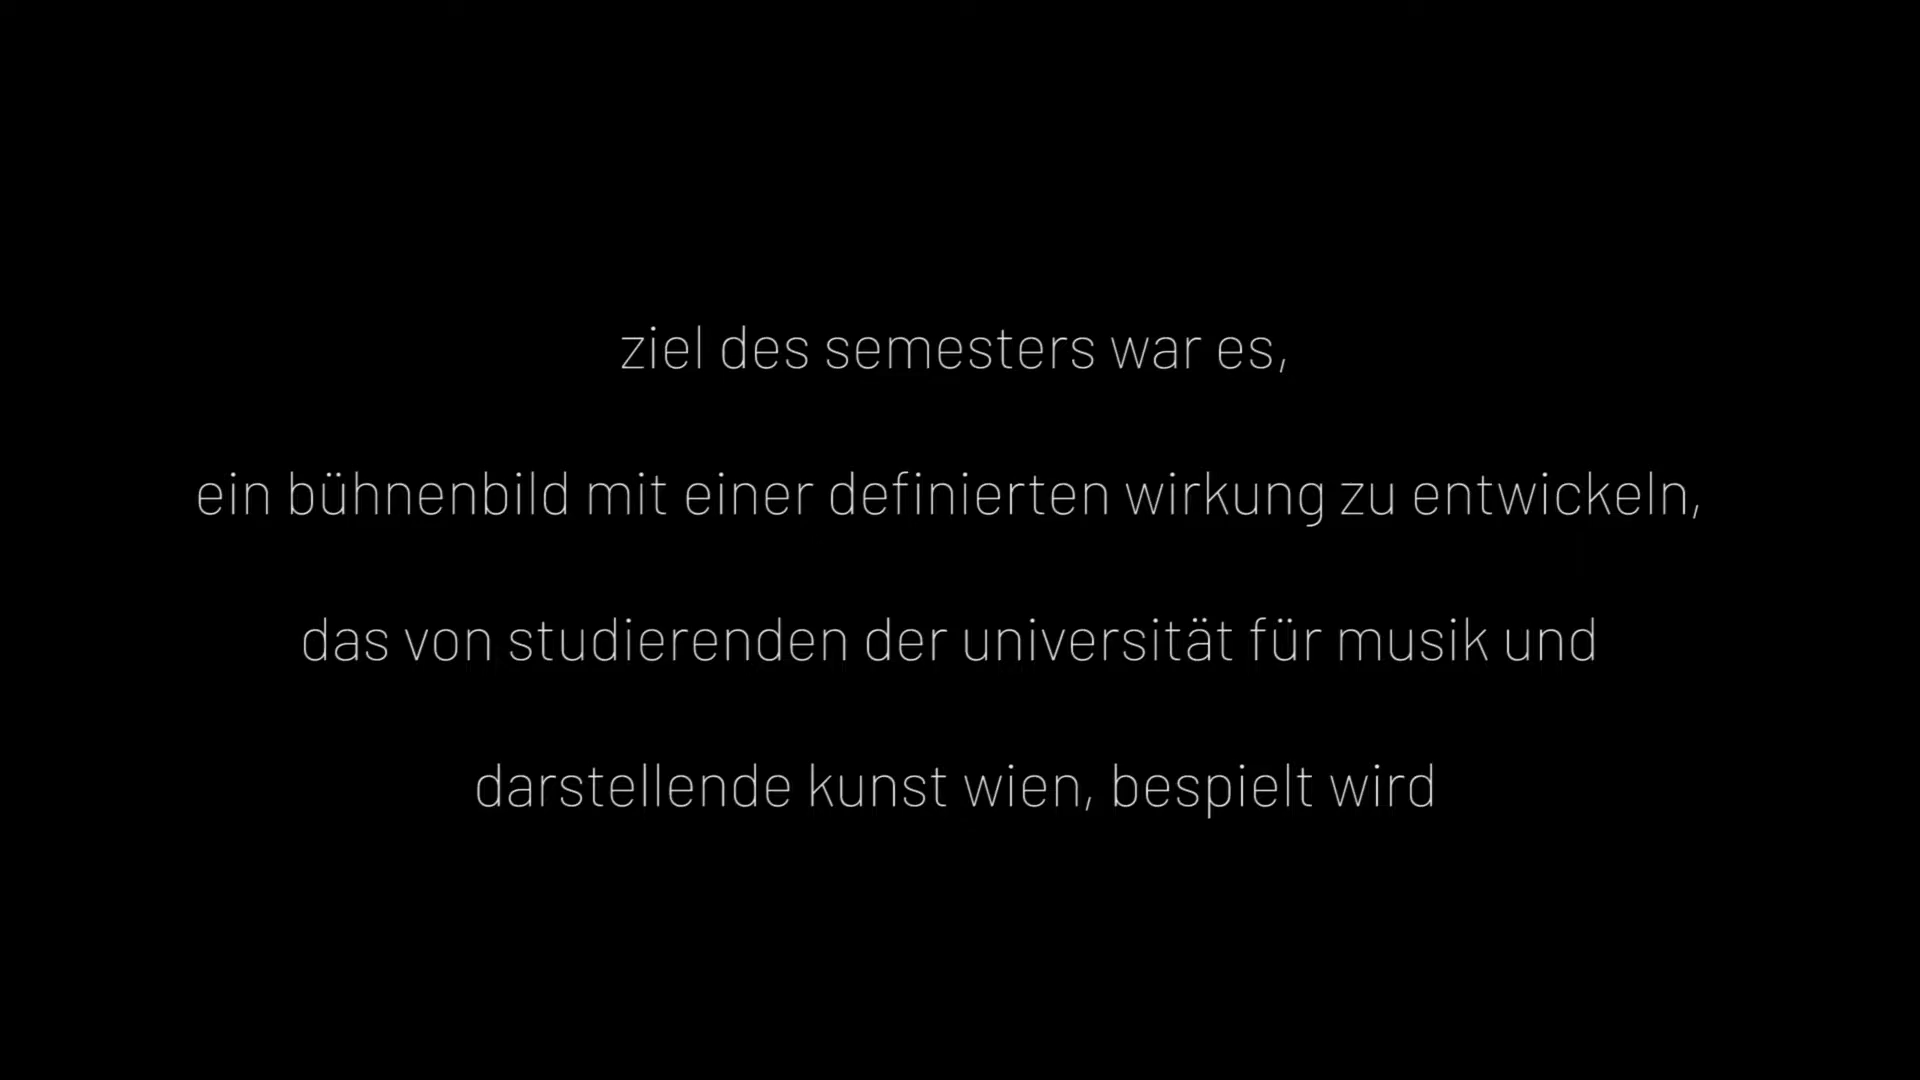 ziel des semesters war es,
ein bühnenbild mit einer definierten wirkung zu entwickeln,
das von studierenden der universität für musik und
darstellende kunst wien, bespielt wird